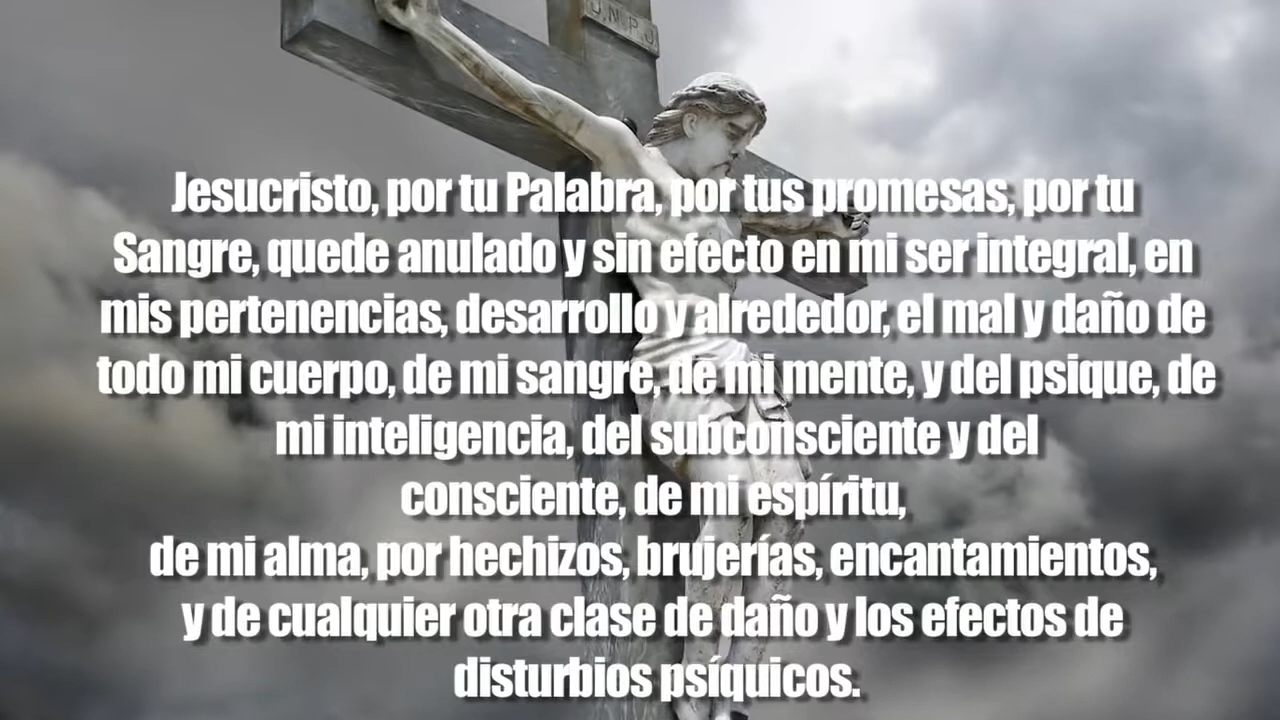 J.N.P.J
Jesucristo, por tu Palabra, por tus promesas, por tu
Sangre, quede anulado y sin efecto en mi ser integral, en
mis pertenencias, desarrollo y alrededor, el mal y daño de
todo mi cuerpo, de mi sangre, de mi mente, y del psique, de
mi inteligencia, del subconsciente y del
consciente, de mi espíritu,
de mi alma, por hechizos, brujerías, encantamientos,
y de cualquier otra clase de daño y los efectos de
disturbios psíquicos.